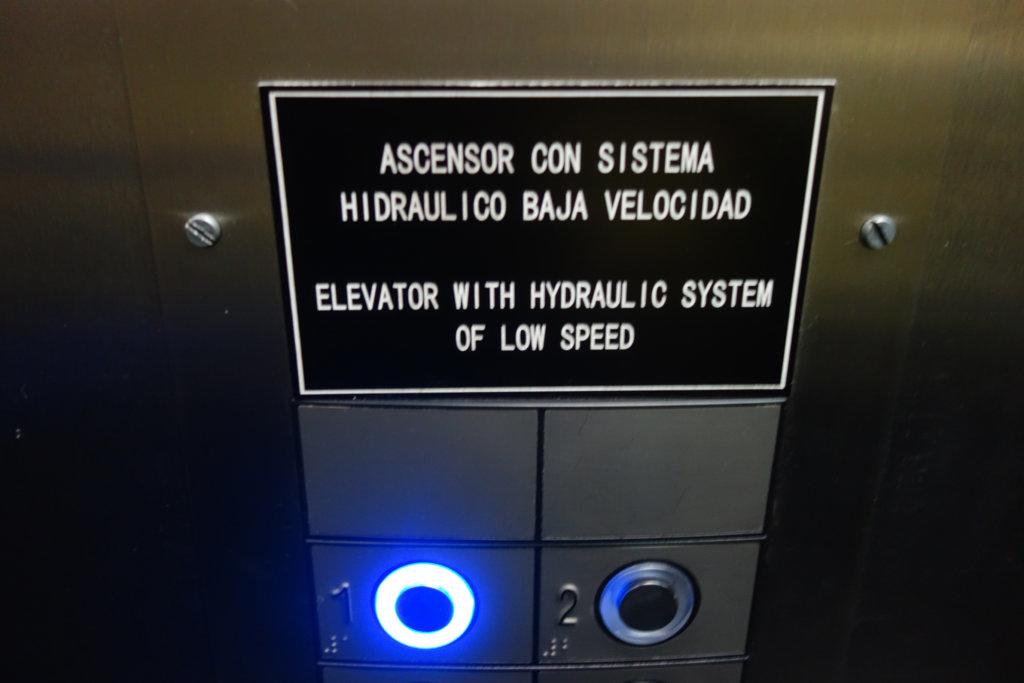 ASCENSOR CON SISTEMA
HIDRAULICO BAJA VELOCIDAD
ELEVATOR WITH HYDRAULIC SYSTEM
OF LOW SPEED
1 2